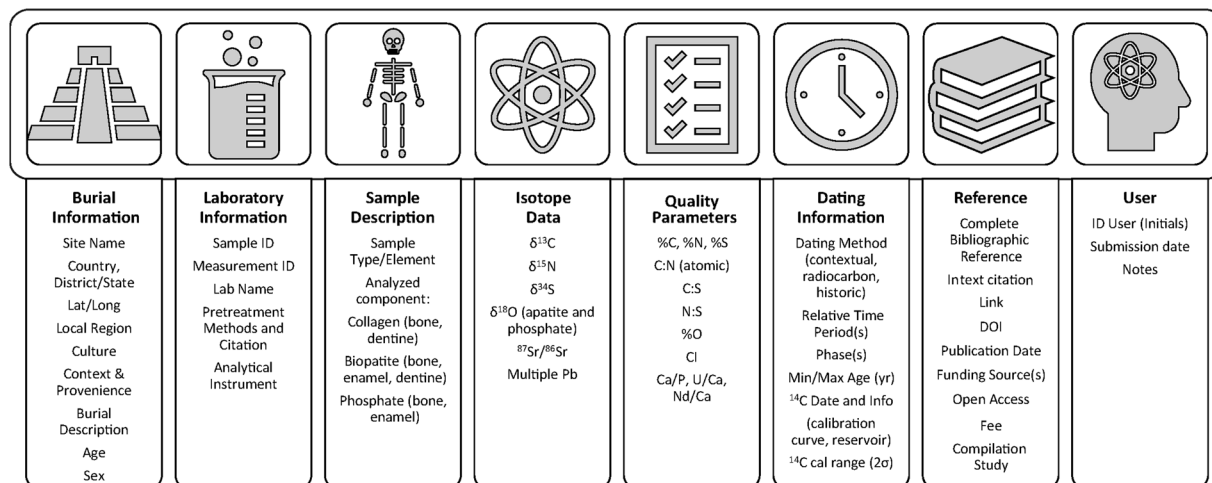 Burial
Information
Site Name
Country,
District/State
Lat/Long
Local Region
Culture
Context &
Provenience
Burial
Description
Age
Sex
Laboratory
Information
Sample ID
Measurement ID
Lab Name
Pretreatment
Methods and
Citation
Analytical
Instrument
Sample
Description
Sample
Type/Element
Analyzed
component:
Collagen (bone,
dentine)
Biopatite (bone,
enamel, dentine)
Phosphate (bone,
enamel)
Isotope
Data
δ¹³C
δ¹⁵N
δ³⁴S
δ¹⁸O (apatite and
phosphate)
⁸⁷Sr/⁸⁶Sr
Multiple Pb
Quality
Parameters
%C, %N, %S
C:N (atomic)
C:S
N:S
%O
CI
Ca/P, U/Ca,
Nd/Ca
Dating
Information
Dating Method
(contextual,
radiocarbon,
historic)
Relative Time
Period(s)
Phase(s)
Min/Max Age (yr)
¹⁴C Date and Info
(calibration
curve, reservoir)
¹⁴C cal range (2σ)
Reference
Complete
Bibliographic
Reference
Intext citation
Link
DOI
Publication Date
Funding Source(s)
Open Access
Fee
Compilation
Study
User
ID User (Initials)
Submission date
Notes